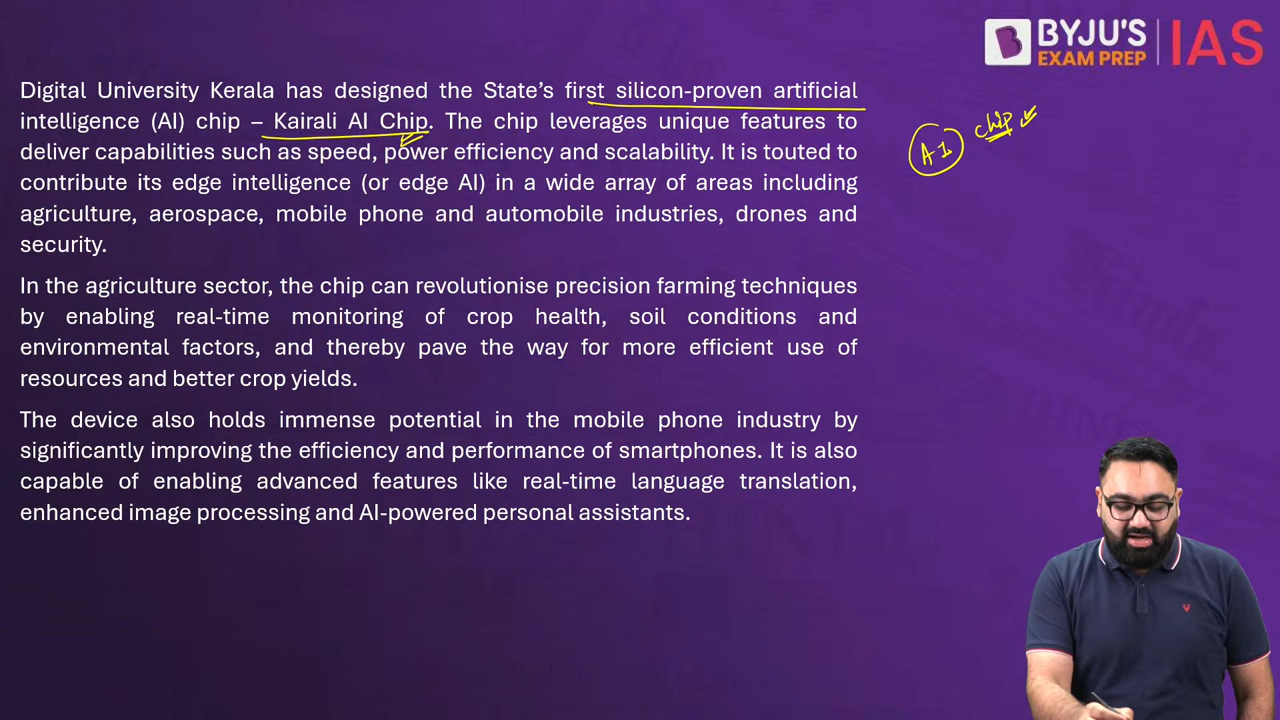 BYJU'S
EXAM PREP
IAS
Digital University Kerala has designed the State’s first silicon-proven artificial
intelligence (AI) chip – Kairali AI Chip. The chip leverages unique features to
deliver capabilities such as speed, power efficiency and scalability. It is touted to
contribute its edge intelligence (or edge AI) in a wide array of areas including
agriculture, aerospace, mobile phone and automobile industries, drones and
security.
In the agriculture sector, the chip can revolutionise precision farming techniques
by enabling real-time monitoring of crop health, soil conditions and
environmental factors, and thereby pave the way for more efficient use of
resources and better crop yields.
The device also holds immense potential in the mobile phone industry by
significantly improving the efficiency and performance of smartphones. It is also
capable of enabling advanced features like real-time language translation,
enhanced image processing and AI-powered personal assistants.
A-I chip